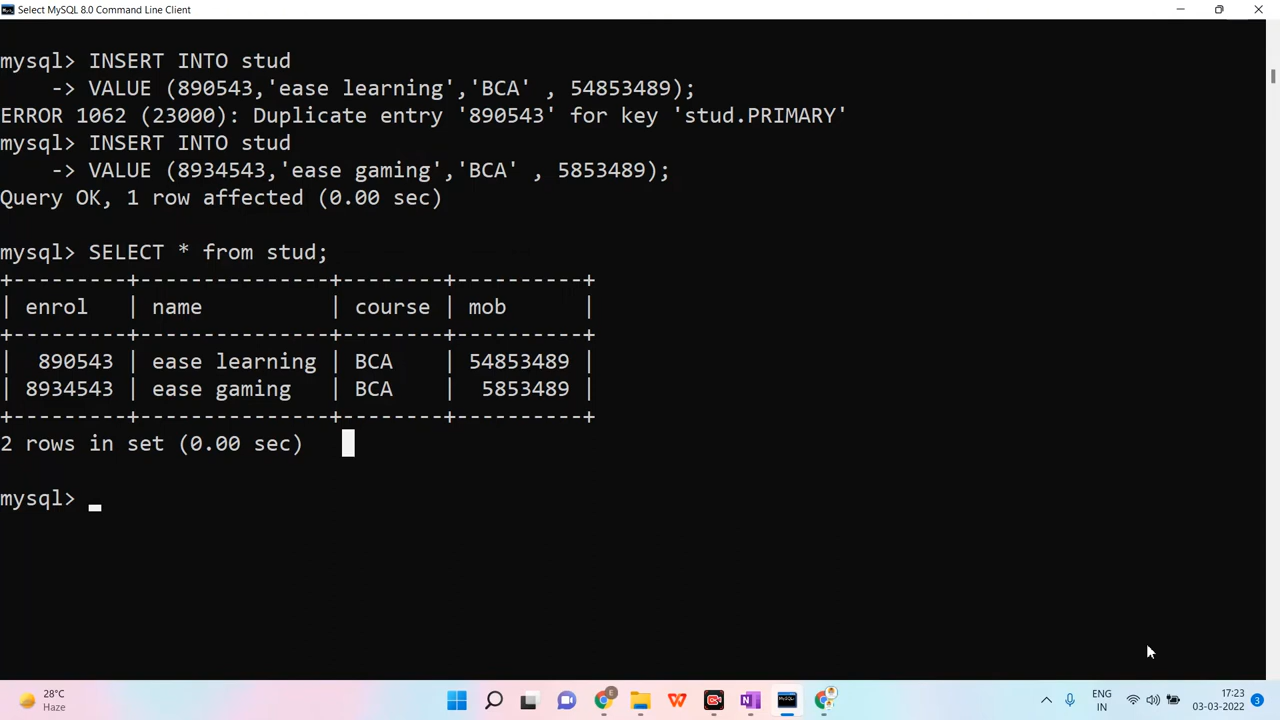 Select MySQL 8.0 Command Line Client
mysql> INSERT INTO stud
    -> VALUE (890543,'ease learning','BCA' , 54853489);
ERROR 1062 (23000): Duplicate entry '890543' for key 'stud.PRIMARY'
mysql> INSERT INTO stud
    -> VALUE (8934543,'ease gaming','BCA' , 5853489);
Query OK, 1 row affected (0.00 sec)
mysql> SELECT * from stud;
+---------+---------------+--------+----------+
| enrol   | name          | course | mob      |
+---------+---------------+--------+----------+
|  890543 | ease learning | BCA    | 54853489 |
| 8934543 | ease gaming   | BCA    |  5853489 |
+---------+---------------+--------+----------+
2 rows in set (0.00 sec)
mysql>
28°C
Haze
ENG
IN
17:23
03-03-2022
3